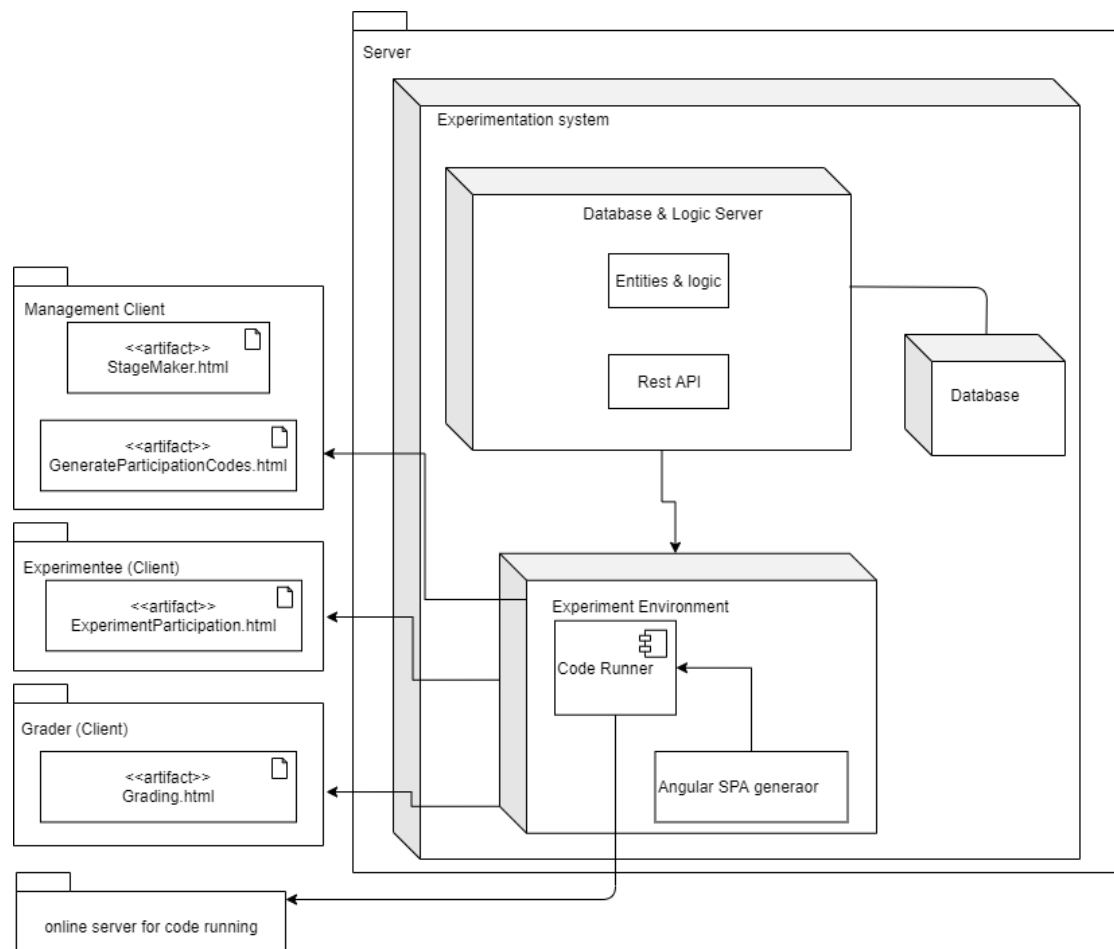 Server
Experimentation system
Database & Logic Server
Entities & logic
Rest API
Database
Management Client
<<artifact>>
StageMaker.html
<<artifact>>
GenerateParticipationCodes.html
Experimentee (Client)
<<artifact>>
ExperimentParticipation.html
Grader (Client)
<<artifact>>
Grading.html
Experiment Environment
Code Runner
Angular SPA generaor
online server for code running